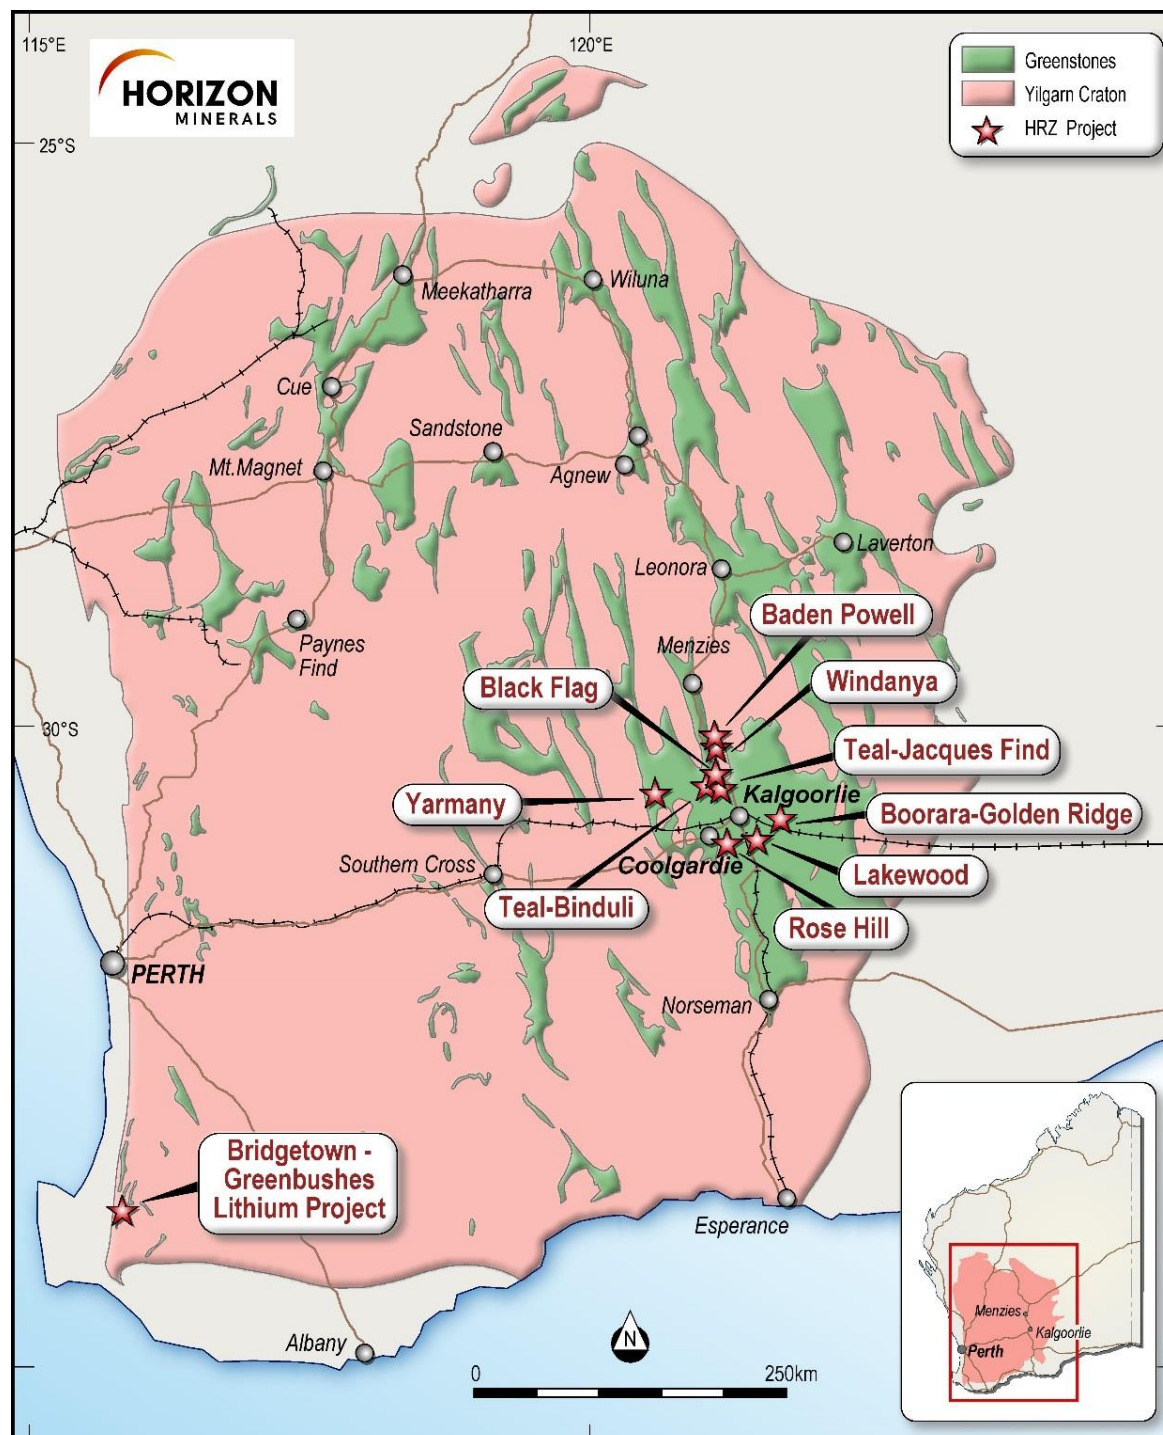 115°E
120°E
HORIZON
MINERALS
Greenstones
Yilgarn Craton
HRZ Project
25°S
Meekatharra
Wiluna
Cue
Sandstone
Mt.Magnet
Agnew
Laverton
Leonora
Baden Powell
Paynes
Find
Menzies
Black Flag
Windanya
30°S
Teal-Jacques Find
Yarmany
Kalgoorlie
Boorara-Golden Ridge
Southern Cross
Coolgardie
Lakewood
Teal-Binduli
Rose Hill
PERTH
Norseman
Bridgetown -
Greenbushes
Lithium Project
Esperance
Menzies
Kalgoorlie
Perth
Albany
N
0
250km